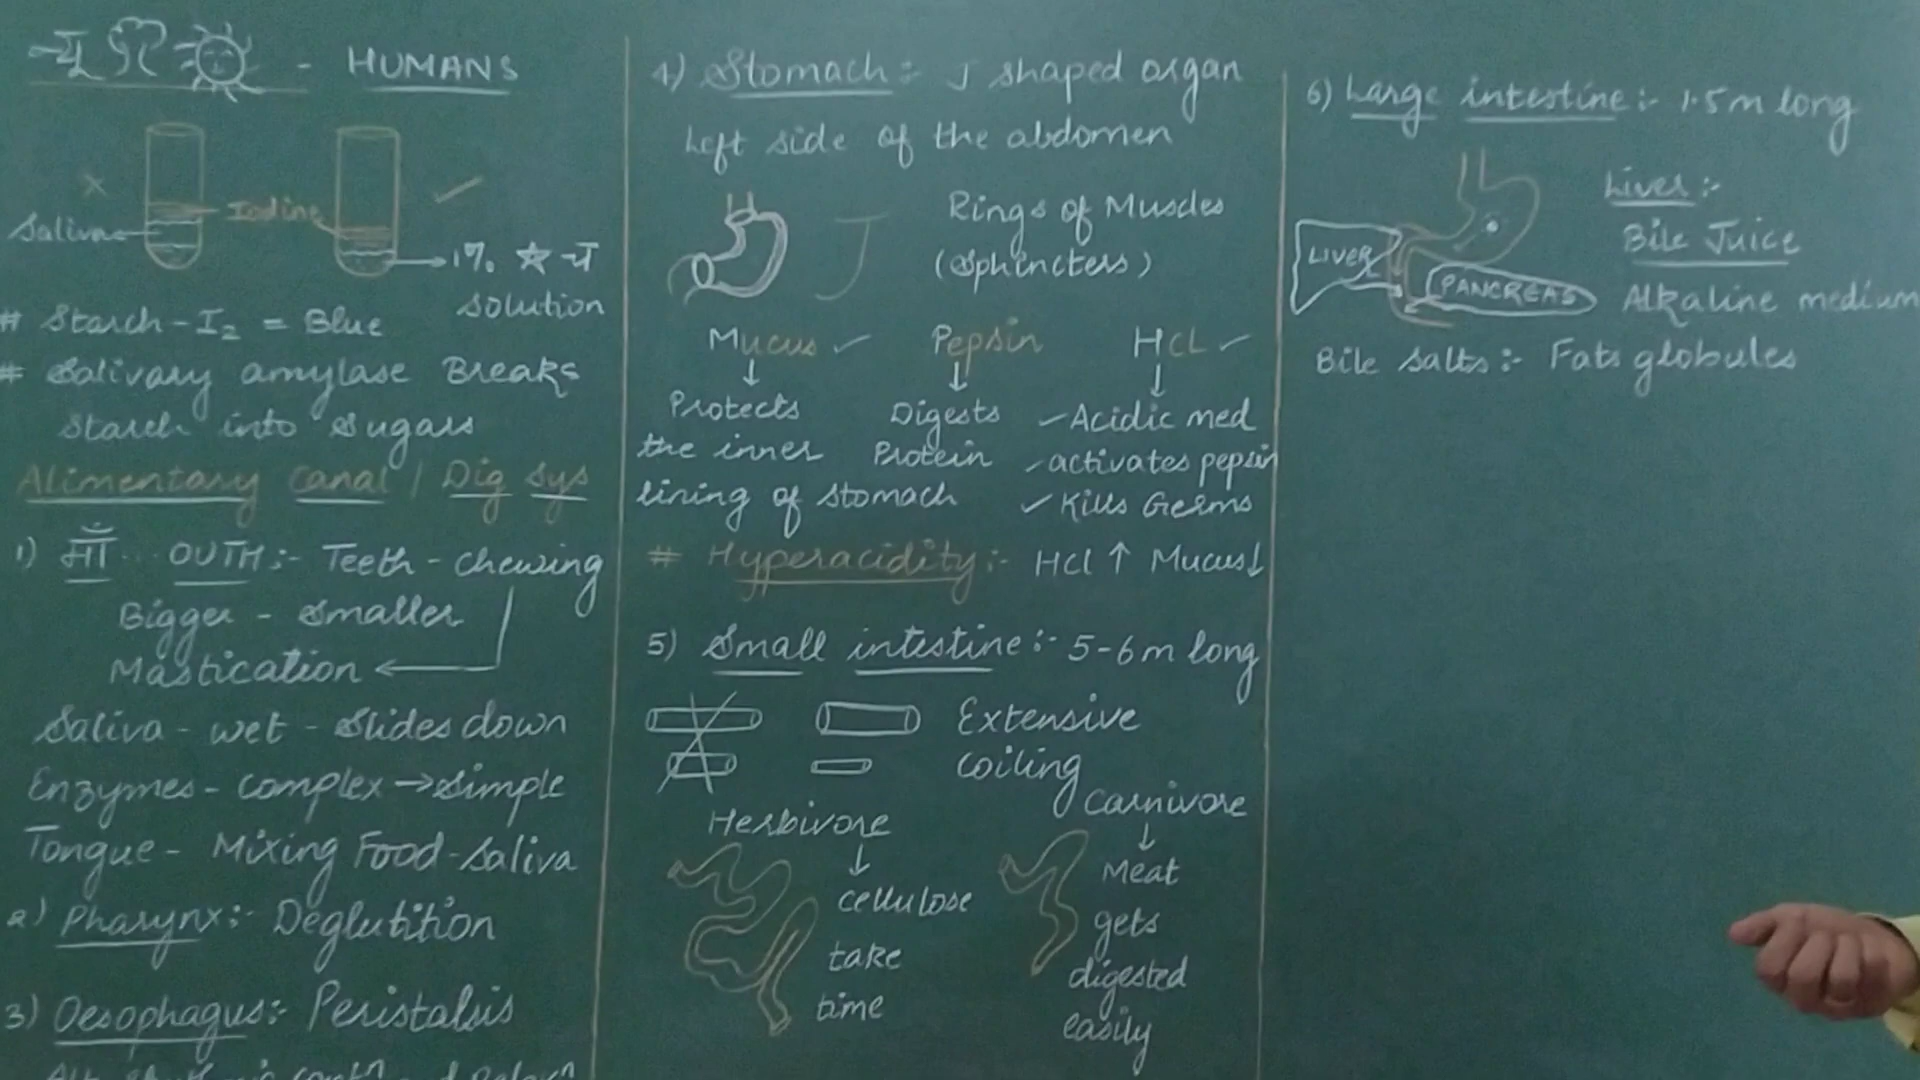 न्यू - HUMANS
Saliva
Iodine
1% ☆ र्च
solution
# Starch - I₂ = Blue
# Salivary amylase Breaks
starch into sugars
Alimentary Canal / Dig Sys
1) माँ... OUTH :- Teeth - chewing
Bigger - smaller
Mastication ←
Saliva - wet - slides down
Enzymes - complex → simple
Tongue - Mixing Food - saliva
2) Pharynx :- Deglutition
3) Oesophagus :- Peristalsis
4) Stomach :- J shaped organ
Left side of the abdomen
J
Rings of Muscles
(Sphincters)
Mucus ✓ Pepsin HCL ✓
↓ ↓ ↓
Protects
the inner
lining of stomach
Digests
Protein
✓ Acidic med
✓ activates pepsin
✓ Kills Germs
# Hyperacidity :- HCl ↑ Mucus ↓
5) Small intestine :- 5-6 m long
Extensive
coiling
Herbivore
↓
cellulose
take
time
Carnivore
↓
Meat
gets
digested
easily
6) Large intestine :- 1.5 m long
LIVER
PANCREAS
Liver :-
Bile Juice
Alkaline medium
Bile salts :- Fats globules